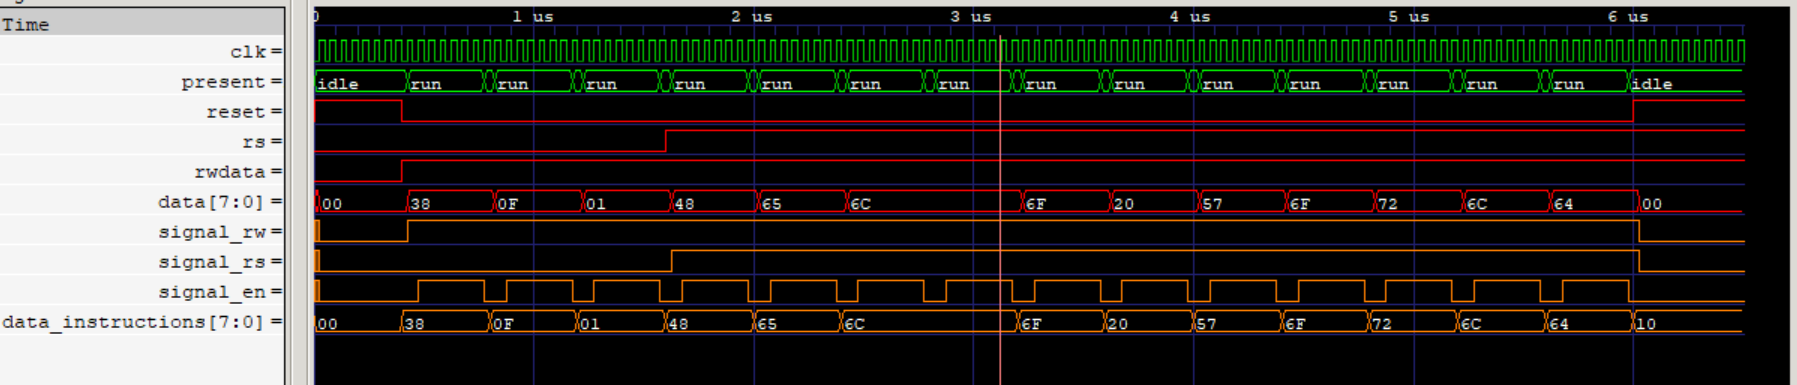 Time
0 1 us 2 us 3 us 4 us 5 us 6 us
clk=
present= idle run run run run run run run run run run run run run run idle
reset=
rs=
rwdata=
data[7:0]= 00 38 0F 01 48 65 6C 6F 20 57 6F 72 6C 64 00
signal_rw=
signal_rs=
signal_en=
data_instructions[7:0]= 00 38 0F 01 48 65 6C 6F 20 57 6F 72 6C 64 10